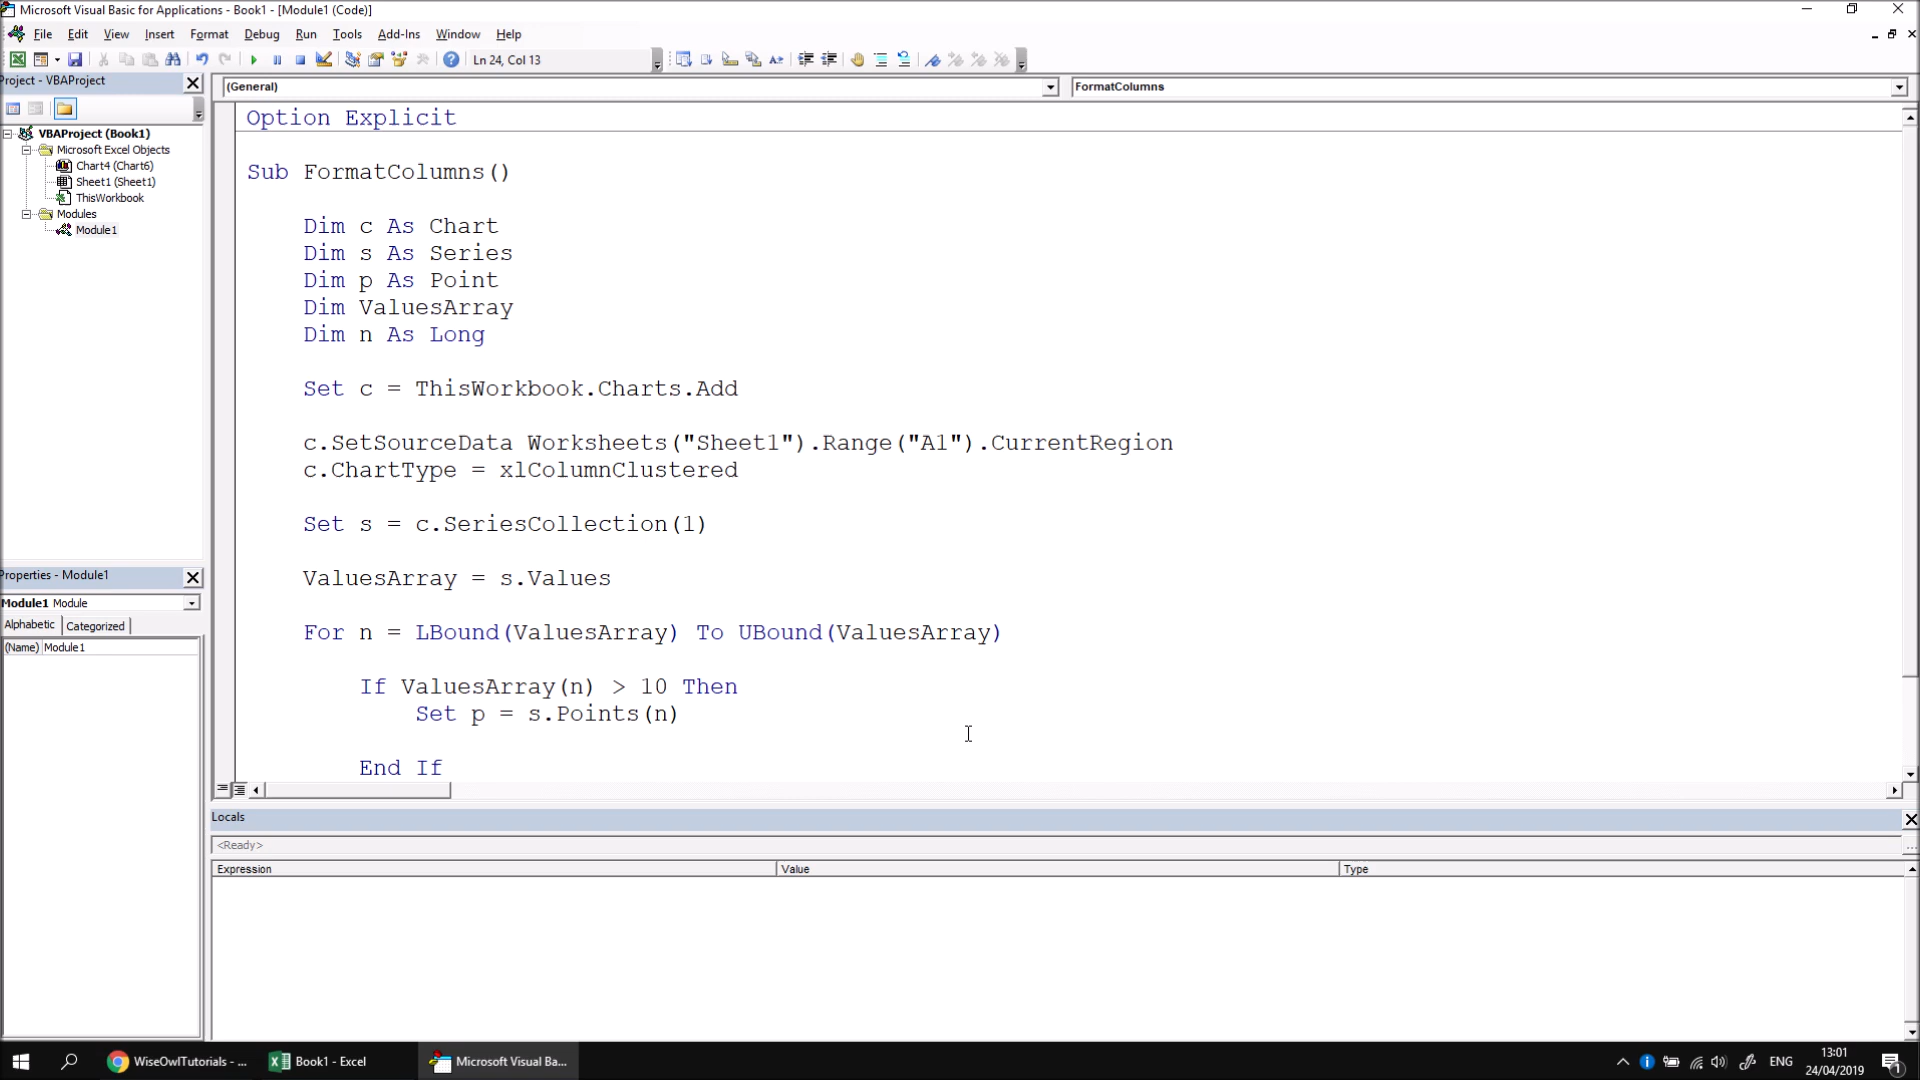 Microsoft Visual Basic for Applications - Book1 - [Module1 (Code)]
File Edit View Insert Format Debug Run Tools Add-Ins Window Help
Ln 24, Col 13
Project - VBAProject
(General)
FormatColumns
VBAProject (Book1)
Microsoft Excel Objects
Chart4 (Chart6)
Sheet1 (Sheet1)
ThisWorkbook
Modules
Module1
Properties - Module1
Module1 Module
Alphabetic Categorized
(Name) Module1
Option Explicit
Sub FormatColumns()
Dim c As Chart
Dim s As Series
Dim p As Point
Dim ValuesArray
Dim n As Long
Set c = ThisWorkbook.Charts.Add
c.SetSourceData Worksheets("Sheet1").Range("A1").CurrentRegion
c.ChartType = xlColumnClustered
Set s = c.SeriesCollection(1)
ValuesArray = s.Values
For n = LBound(ValuesArray) To UBound(ValuesArray)
If ValuesArray(n) > 10 Then
Set p = s.Points(n)
End If
Locals
<Ready>
Expression Value Type
WiseOwlTutorials - ...
Book1 - Excel
Microsoft Visual Ba...
ENG
13:01
24/04/2019
1